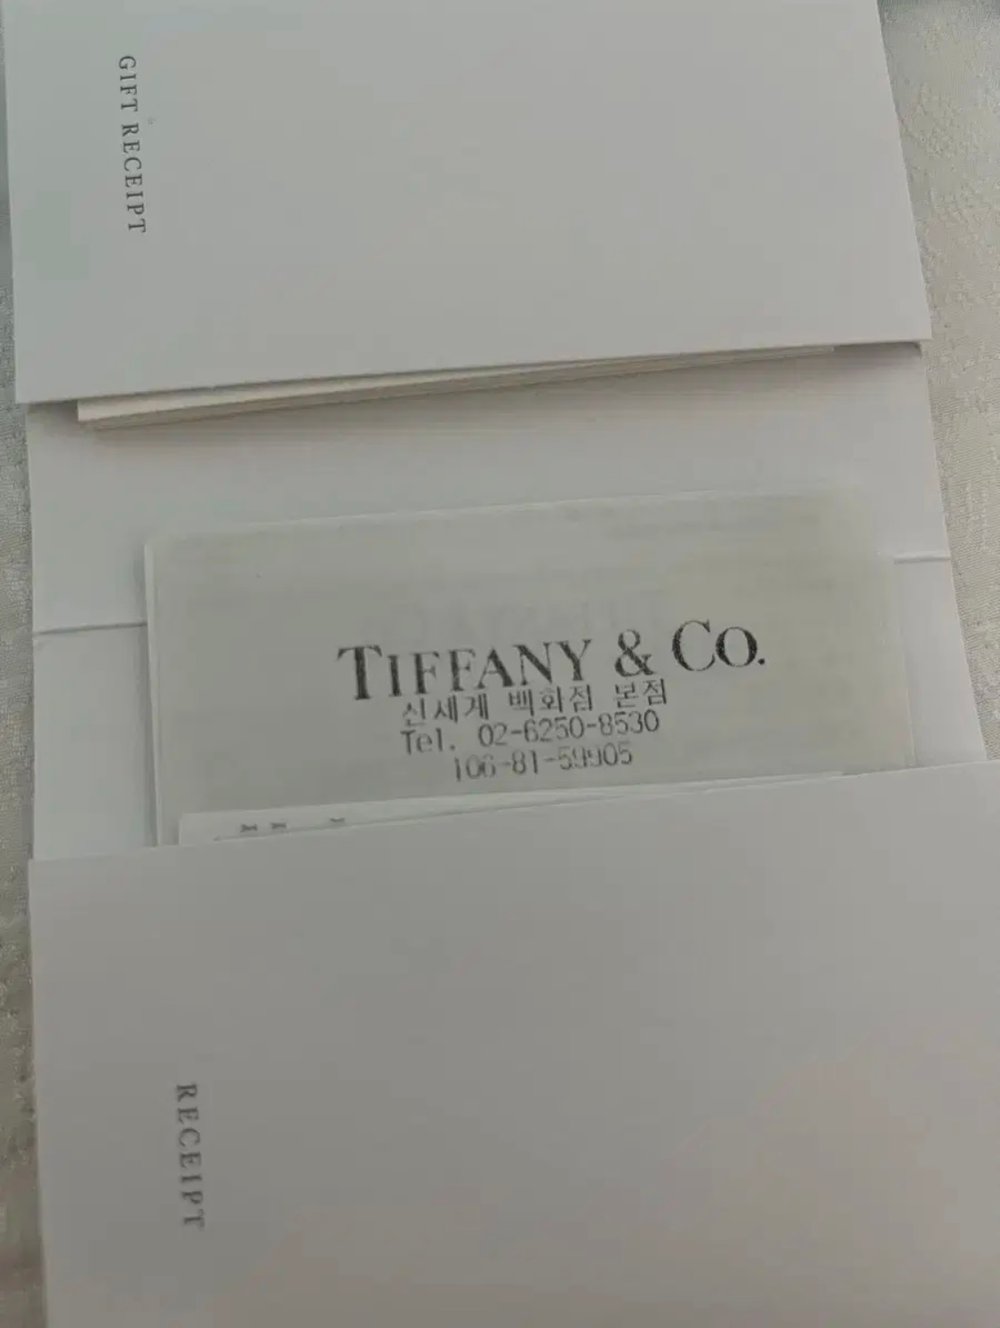 GIFT RECEIPT
TIFFANY & CO.
신세계 백화점 본점
Tel. 02-6250-8530
106-81-59905
RECEIPT